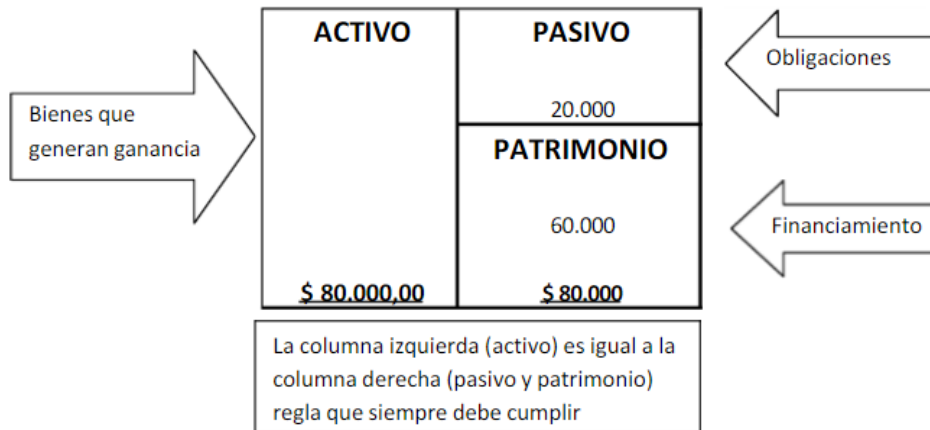 ACTIVO
PASIVO
Obligaciones
Bienes que
generan ganancia
20.000
PATRIMONIO
60.000
Financiamiento
$ 80.000,00
$ 80.000
La columna izquierda (activo) es igual a la
columna derecha (pasivo y patrimonio)
regla que siempre debe cumplir